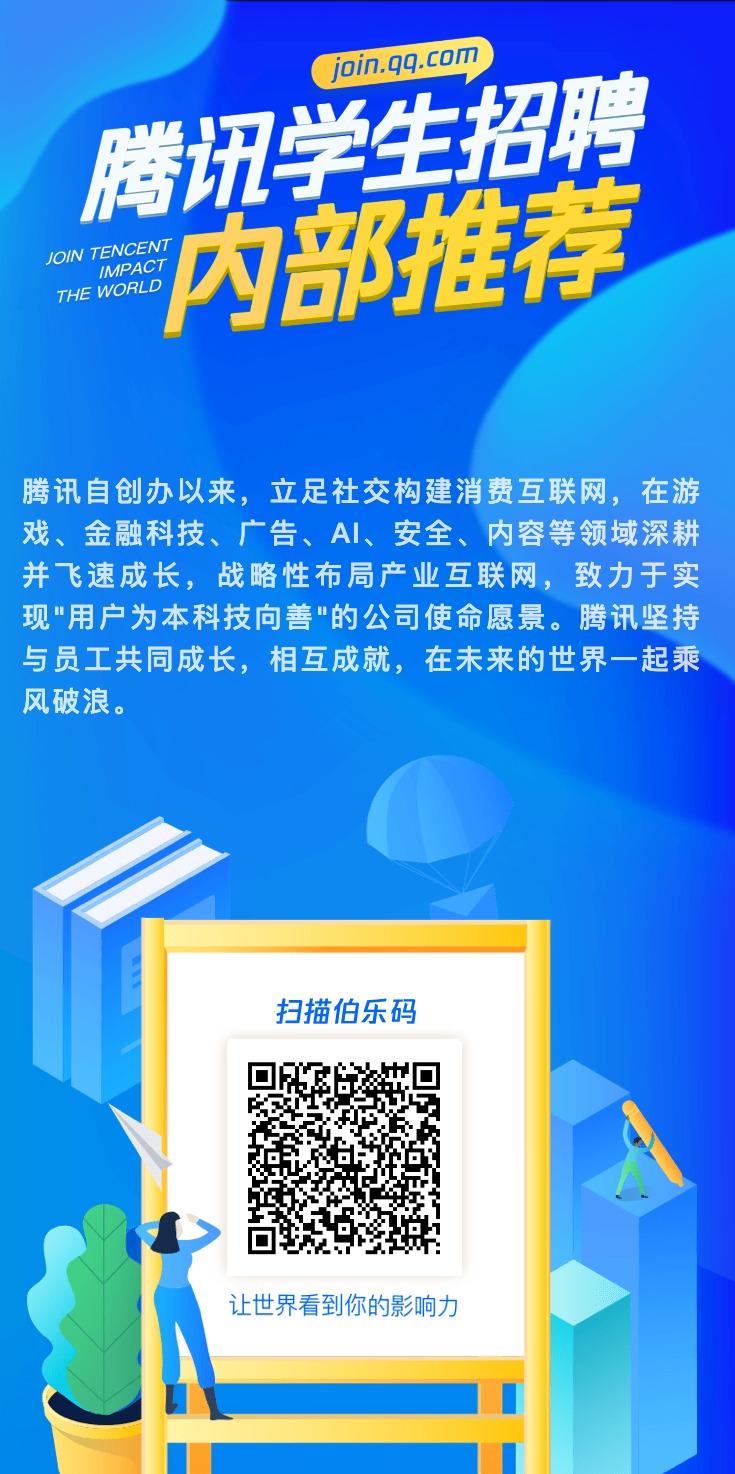 join.qq.com
腾讯学生招聘
内部推荐
JOIN TENCENT
IMPACT
THE WORLD
腾讯自创办以来，立足社交构建消费互联网，在游
戏、金融科技、广告、AI、安全、内容等领域深耕
并飞速成长，战略性布局产业互联网，致力于实
现"用户为本科技向善"的公司使命愿景。腾讯坚持
与员工共同成长，相互成就，在未来的世界一起乘
风破浪。
扫描伯乐码
让世界看到你的影响力